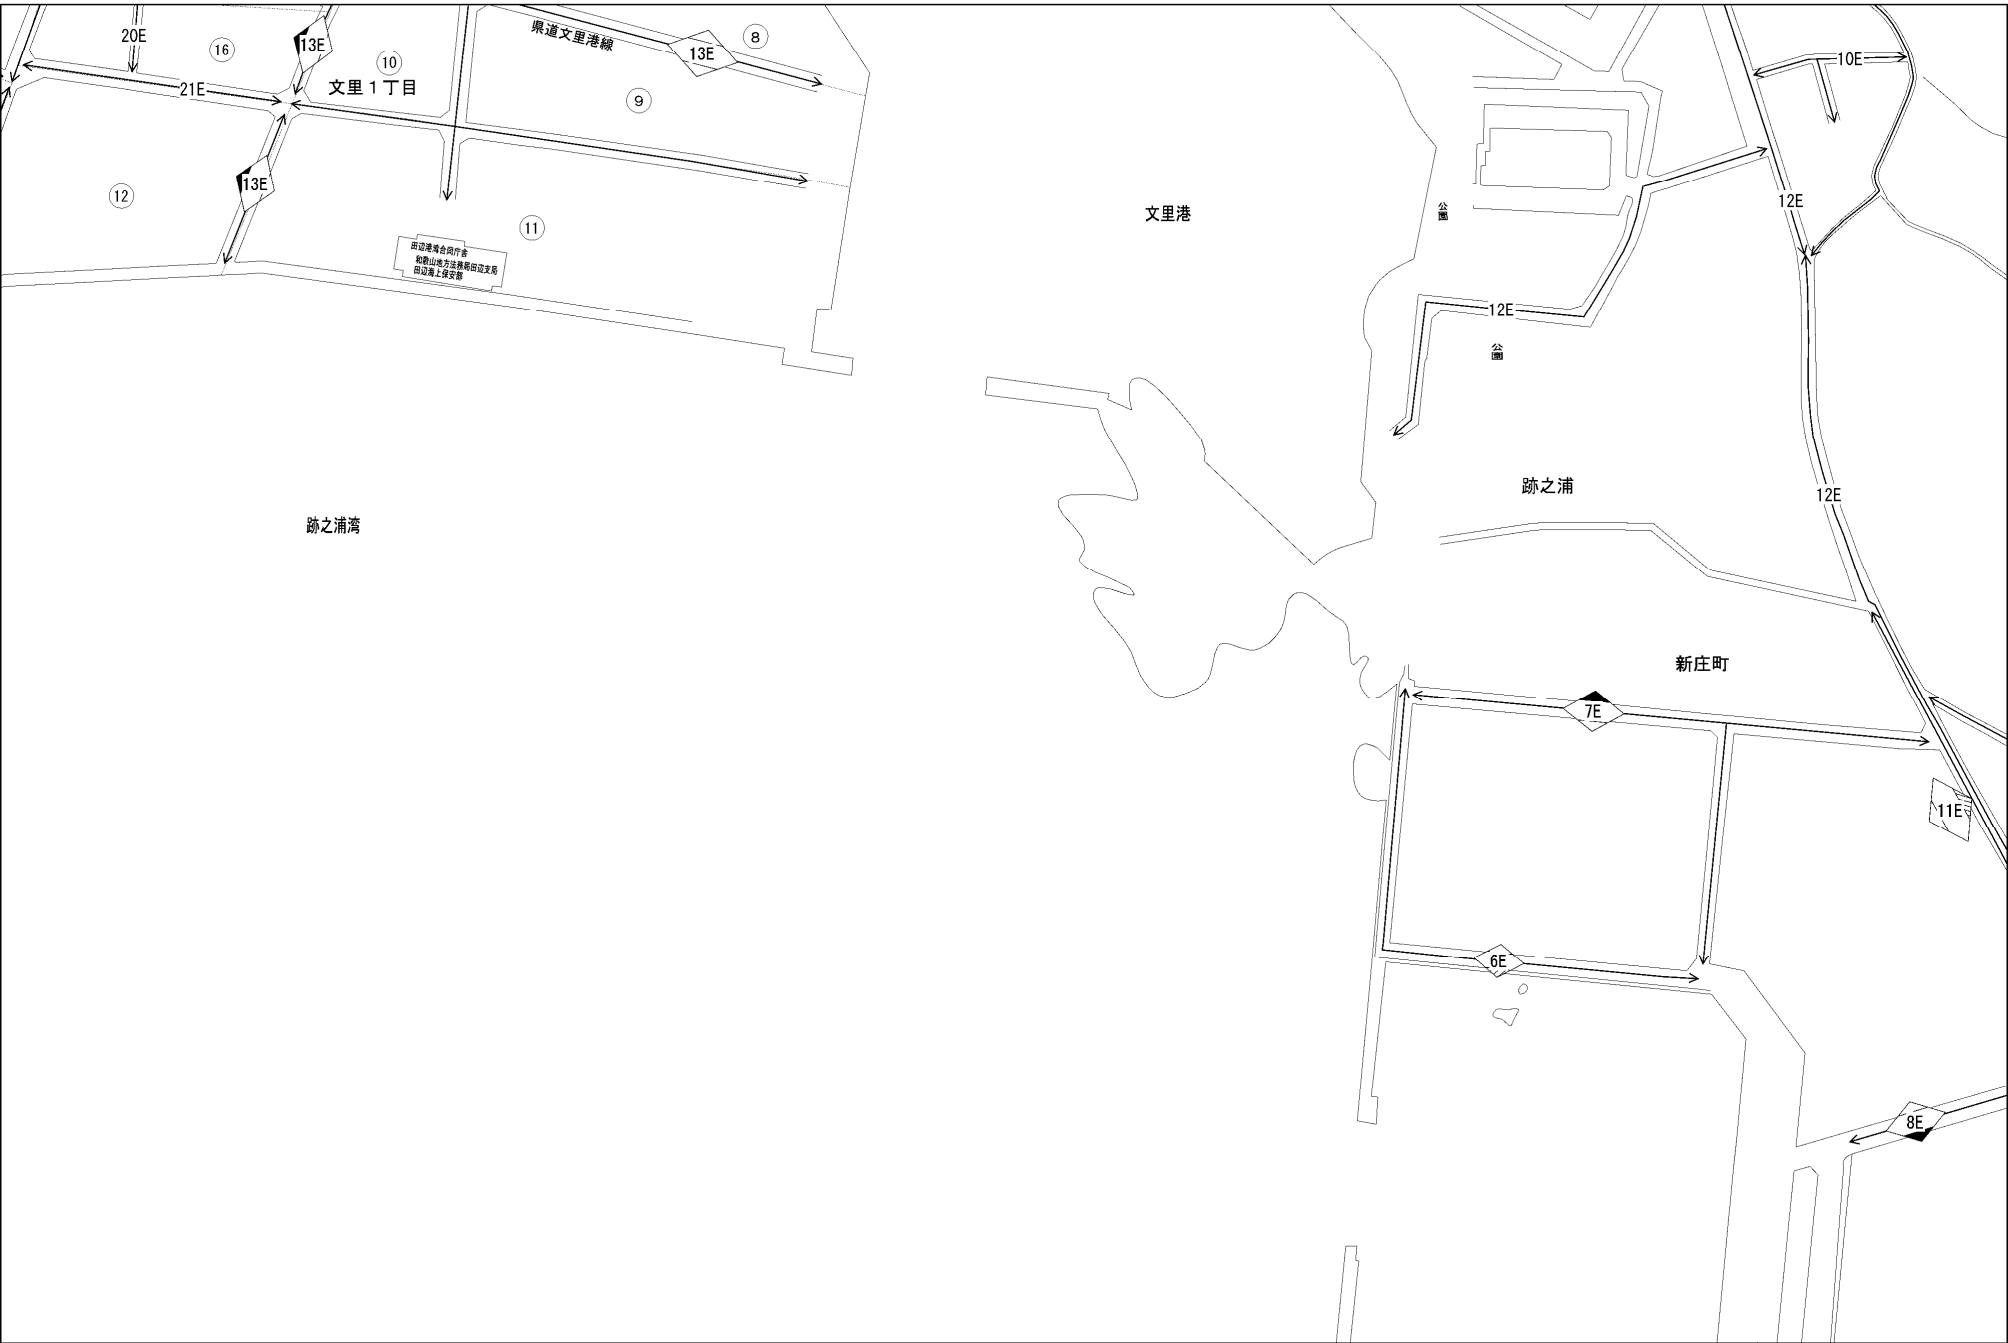 20E
⑯
13E
⑩
文里１丁目
県道文里港線
13E
⑧
10E
21E
⑨
13E
⑫
⑪
文里港
公園
12E
田辺港湾合同庁舎
和歌山地方法務局田辺支局
田辺海上保安部
12E
公園
跡之浦
12E
跡之浦湾
新庄町
7E
11E
6E
8E